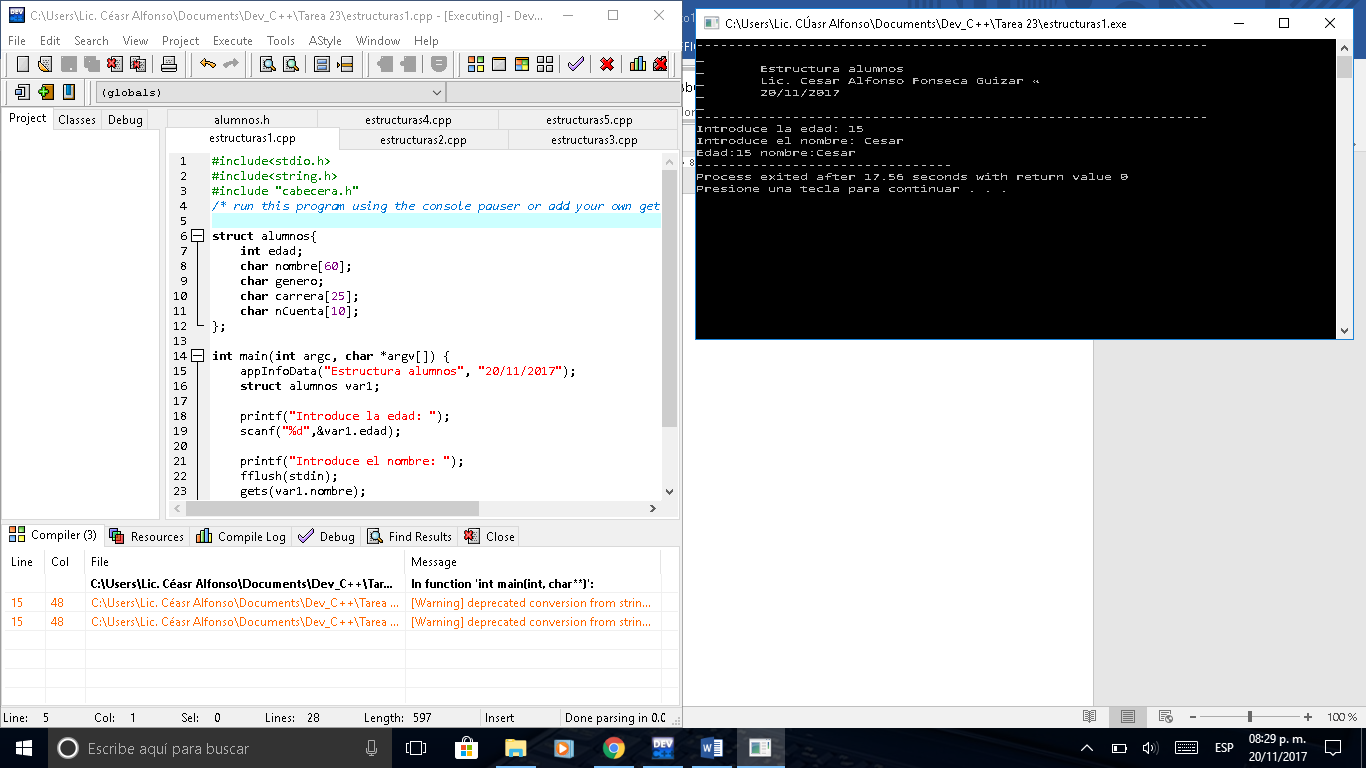 C:\Users\Lic. Céasr Alfonso\Documents\Dev_C++\Tarea 23\estructuras1.cpp - [Executing] - Dev...
File Edit Search View Project Execute Tools AStyle Window Help
(globals)
Project Classes Debug
alumnos.h estructuras4.cpp estructuras5.cpp
estructuras1.cpp estructuras2.cpp estructuras3.cpp
1 #include<stdio.h>
2 #include<string.h>
3 #include "cabecera.h"
4 /* run this program using the console pauser or add your own get
5
6 struct alumnos{
7 int edad;
8 char nombre[60];
9 char genero;
10 char carrera[25];
11 char nCuenta[10];
12 };
13
14 int main(int argc, char *argv[]) {
15 appInfoData("Estructura alumnos", "20/11/2017");
16 struct alumnos var1;
17
18 printf("Introduce la edad: ");
19 scanf("%d",&var1.edad);
20
21 printf("Introduce el nombre: ");
22 fflush(stdin);
23 gets(var1.nombre);
Compiler (3) Resources Compile Log Debug Find Results Close
Line Col File Message
C:\Users\Lic. Céasr Alfonso\Documents\Dev_C++\Tar... In function 'int main(int, char**)':
15 48 C:\Users\Lic. Céasr Alfonso\Documents\Dev_C++\Tarea ... [Warning] deprecated conversion from strin...
15 48 C:\Users\Lic. Céasr Alfonso\Documents\Dev_C++\Tarea ... [Warning] deprecated conversion from strin...
Line: 5 Col: 1 Sel: 0 Lines: 28 Length: 597 Insert Done parsing in 0.0
C:\Users\Lic. CÚasr Alfonso\Documents\Dev_C++\Tarea 23\estructuras1.exe
Estructura alumnos
Lic. Cesar Alfonso Fonseca Guizar «
20/11/2017
Introduce la edad: 15
Introduce el nombre: Cesar
Edad:15 nombre:Cesar
--------------------------------
Process exited after 17.56 seconds with return value 0
Presione una tecla para continuar . . .
100 %
Escribe aquí para buscar
DEV
ESP
08:29 p. m.
20/11/2017